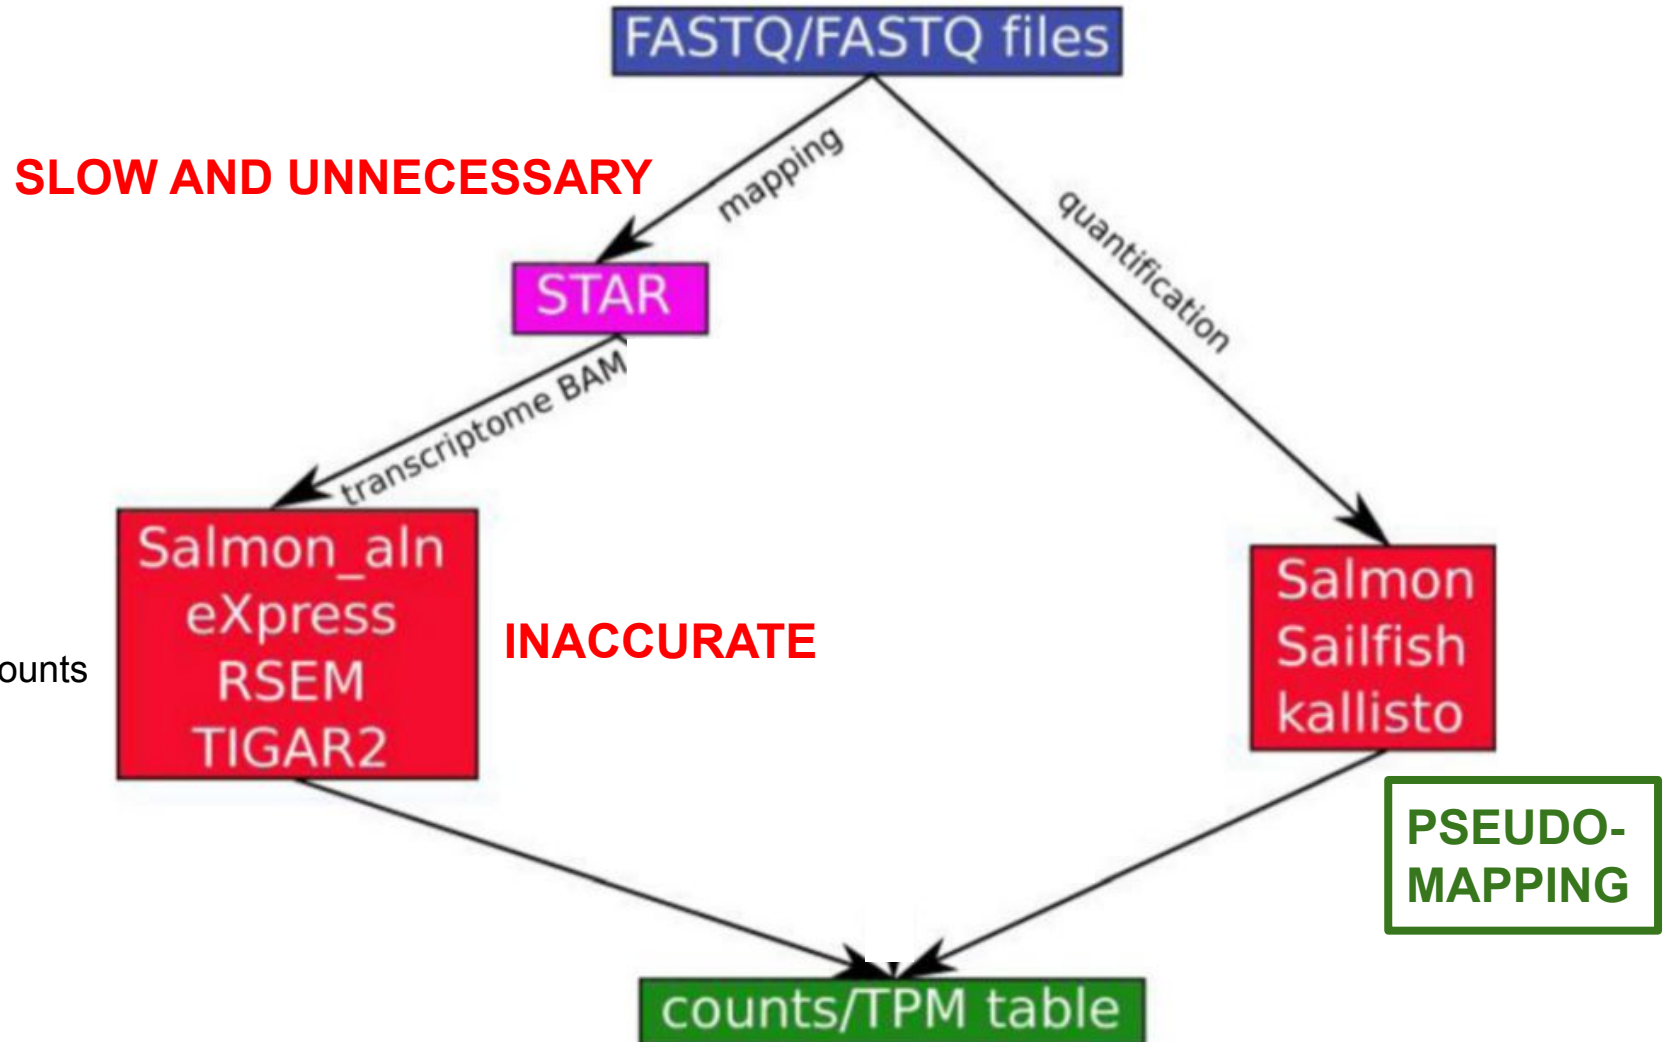 FASTQ/FASTQ files
SLOW AND UNNECESSARY
mapping
quantification
STAR
transcriptome BAM
Salmon_aln
eXpress
RSEM
TIGAR2
ounts
INACCURATE
Salmon
Sailfish
kallisto
PSEUDO-
MAPPING
counts/TPM table